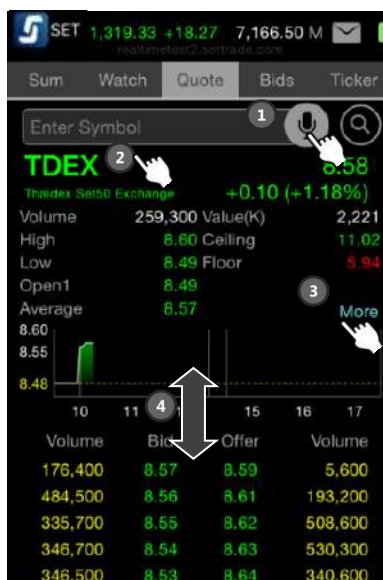 SET 1,319.33 +18.27 7,166.50 M
realtimetest2.settrade.com
Sum Watch Quote Bids Ticker
Enter Symbol 1
TDEX 2 8.58
Thaidex Set50 Exchange +0.10 (+1.18%)
Volume 259,300 Value(K) 2,221
High 8.60 Ceiling 11.02
Low 8.49 Floor 5.94
Open1 8.49 3
Average 8.57 More
8.60
8.55
8.48
10 11 4 15 16 17
Volume Bid Offer Volume
176,400 8.57 8.59 5,600
484,500 8.56 8.61 193,200
335,700 8.55 8.62 508,600
346,700 8.54 8.63 530,300
346,500 8.53 8.64 340,600